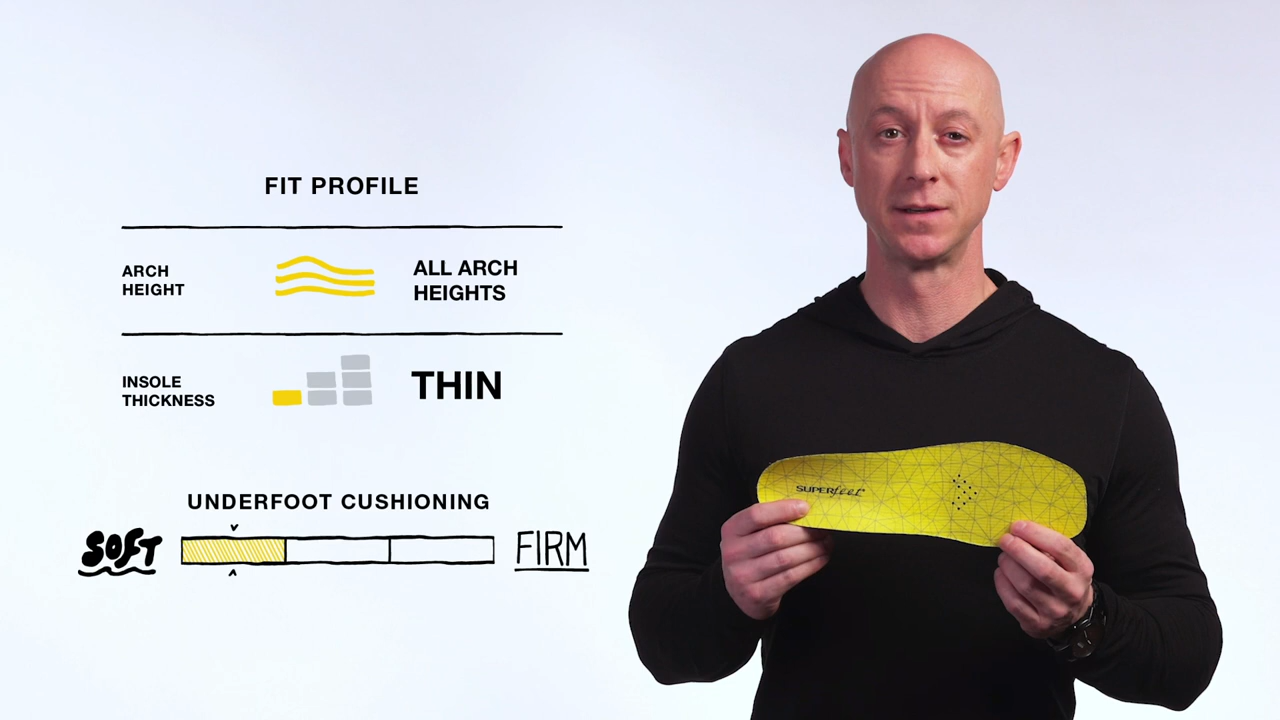 FIT PROFILE
ARCH
HEIGHT
ALL ARCH
HEIGHTS
INSOLE
THICKNESS
THIN
UNDERFOOT CUSHIONING
SOFT
FIRM
SUPERfeet